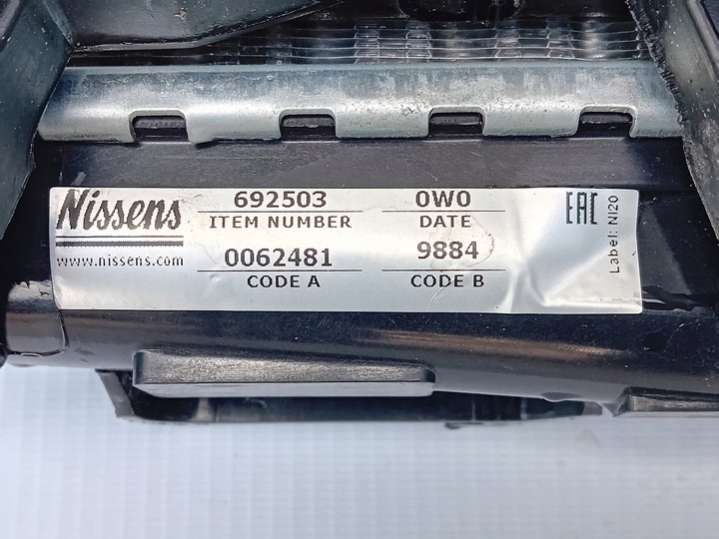 Nissens
www.nissens.com
692503
ITEM NUMBER
0062481
CODE A
0W0
DATE
9884
CODE B
EAC
Label: NI20